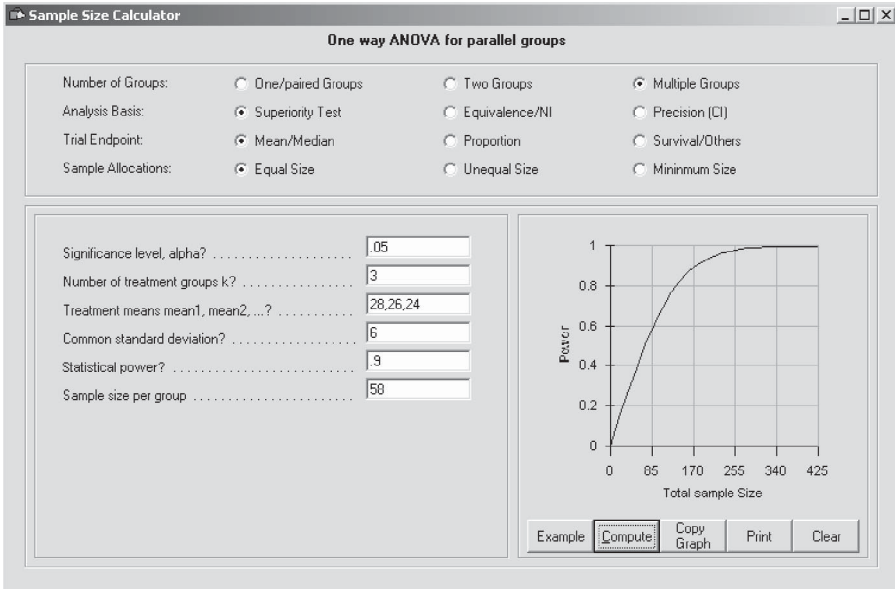 Sample Size Calculator
One way ANOVA for parallel groups
Number of Groups: One/paired Groups Two Groups Multiple Groups
Analysis Basis: Superiority Test Equivalence/NI Precision (CI)
Trial Endpoint: Mean/Median Proportion Survival/Others
Sample Allocations: Equal Size Unequal Size Mininmum Size
Significance level, alpha? ..................... .05
Number of treatment groups k? ................ 3
Treatment means mean1, mean2, ...? .......... 28,26,24
Common standard deviation? .................. 6
Statistical power? ............................ .9
Sample size per group ........................ 58
Power
1
0.8
0.6
0.4
0.2
0
0 85 170 255 340 425
Total sample Size
Example Compute Copy Graph Print Clear